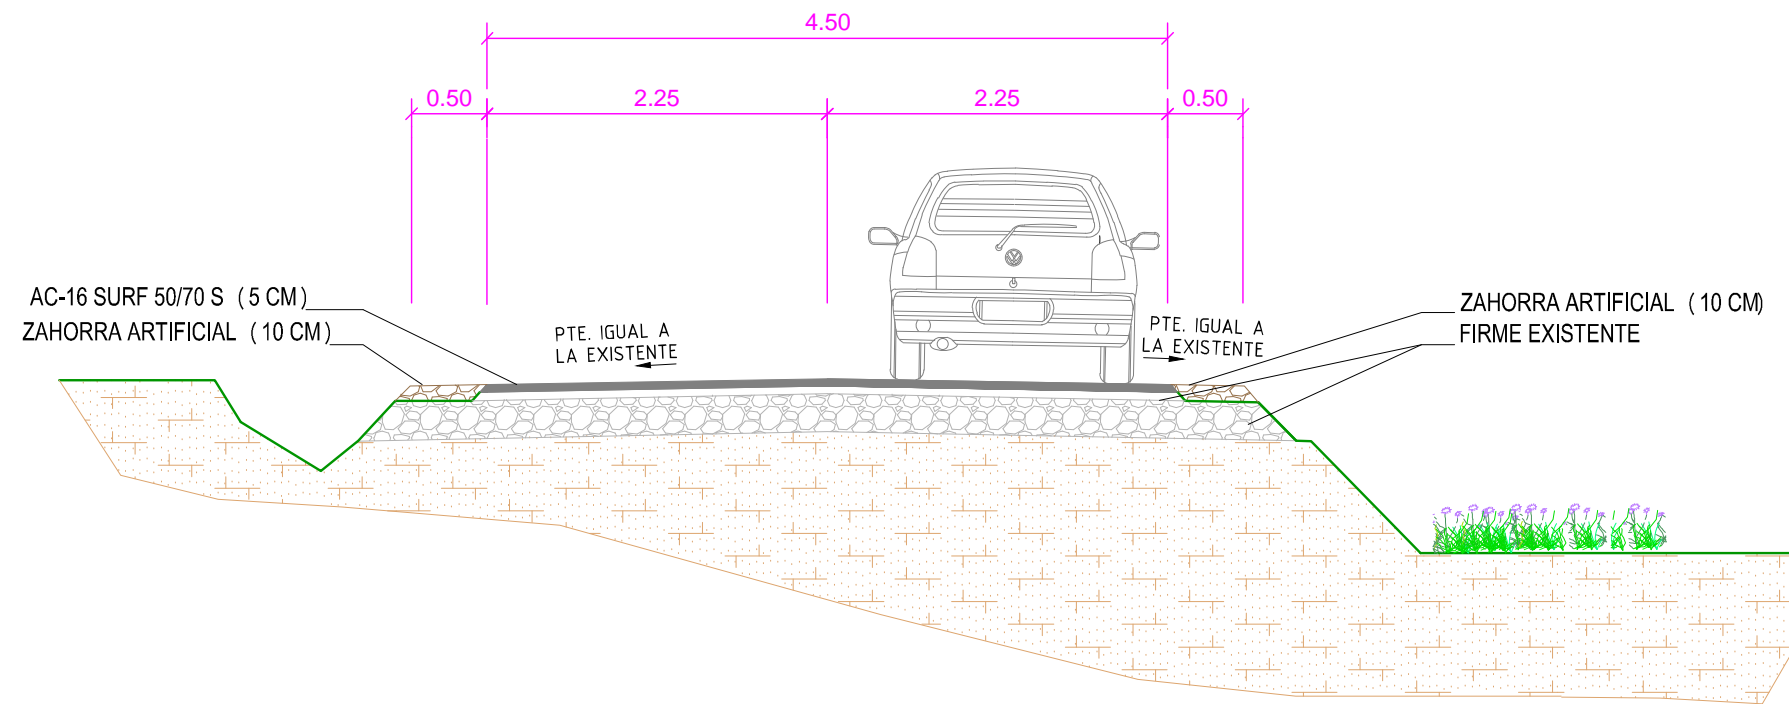 4.50
0.50 2.25 2.25 0.50
AC-16 SURF 50/70 S (5 CM)
ZAHORRA ARTIFICIAL (10 CM)
PTE. IGUAL A
LA EXISTENTE
PTE. IGUAL A
LA EXISTENTE
ZAHORRA ARTIFICIAL (10 CM)
FIRME EXISTENTE